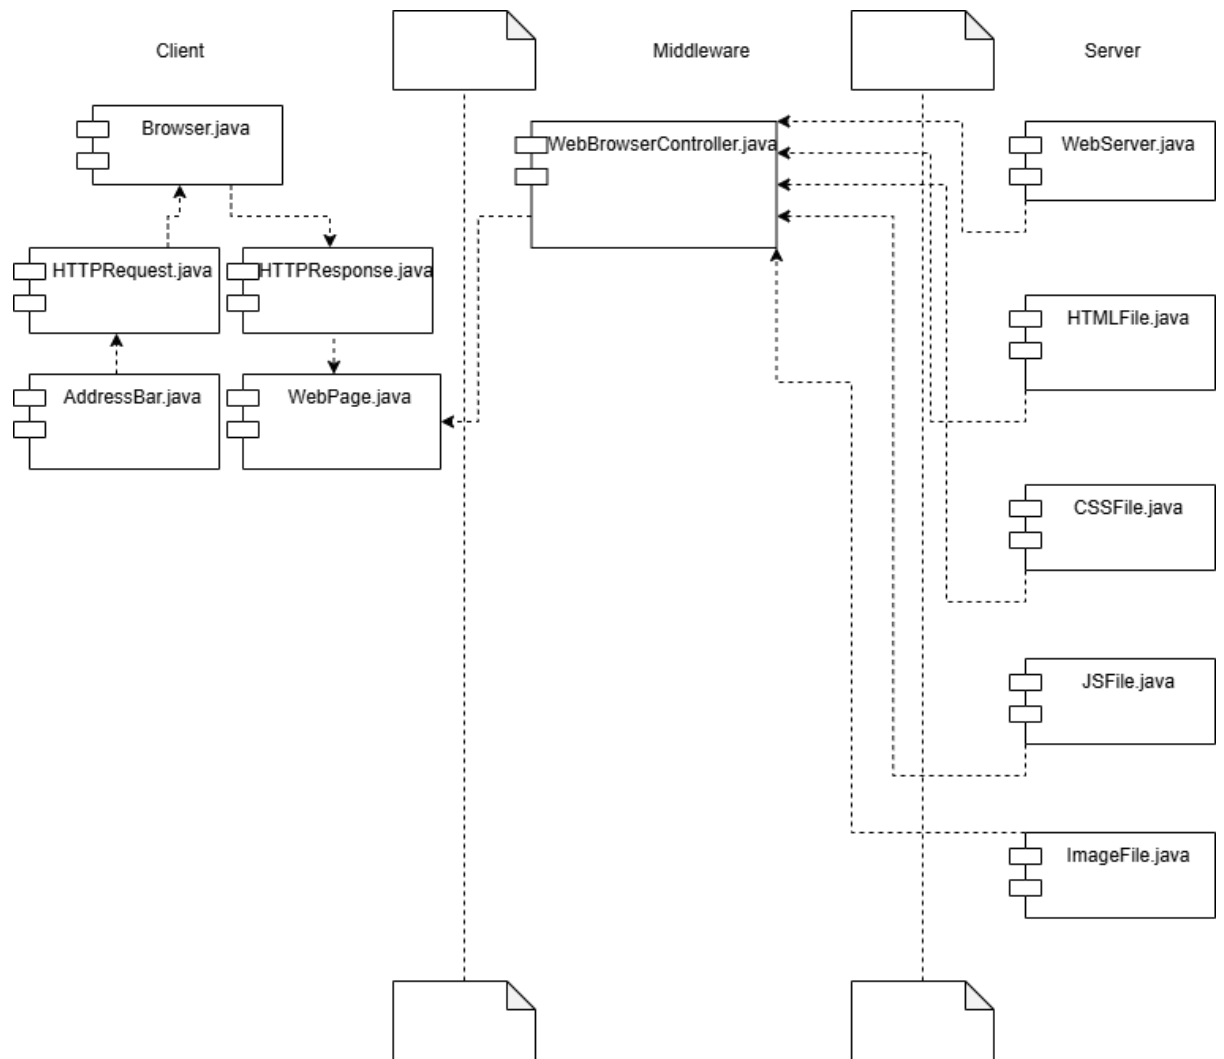 Client
Middleware
Server
Browser.java
WebBrowserController.java
WebServer.java
HTTPRequest.java
HTTPResponse.java
HTMLFile.java
AddressBar.java
WebPage.java
CSSFile.java
JSFile.java
ImageFile.java